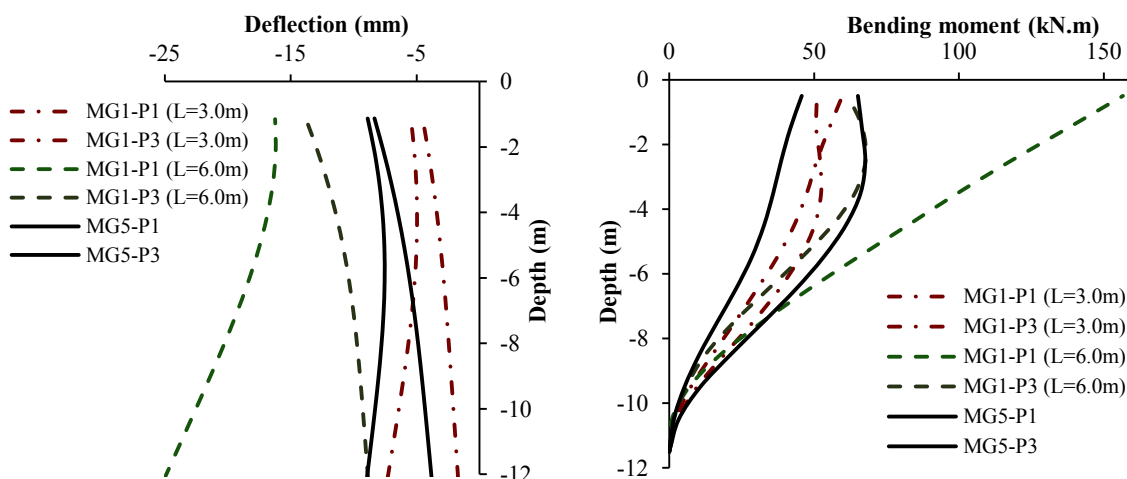 Deflection (mm)
-25 -15 -5
0
-2
-4
-6
-8
-10
-12
Depth (m)
MG1-P1 (L=3.0m)
MG1-P3 (L=3.0m)
MG1-P1 (L=6.0m)
MG1-P3 (L=6.0m)
MG5-P1
MG5-P3
Bending moment (kN.m)
0 50 100 150
0
-2
-4
-6
-8
-10
-12
Depth (m)
MG1-P1 (L=3.0m)
MG1-P3 (L=3.0m)
MG1-P1 (L=6.0m)
MG1-P3 (L=6.0m)
MG5-P1
MG5-P3